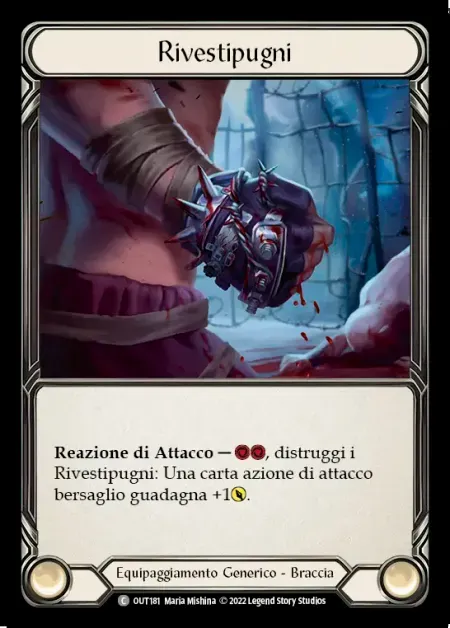 Rivestipugni
Reazione di Attacco — , distruggi i
Rivestipugni: Una carta azione di attacco
bersaglio guadagna +1.
Equipaggiamento Generico - Braccia
C OUT181 Maria Mishina © 2022 Legend Story Studios